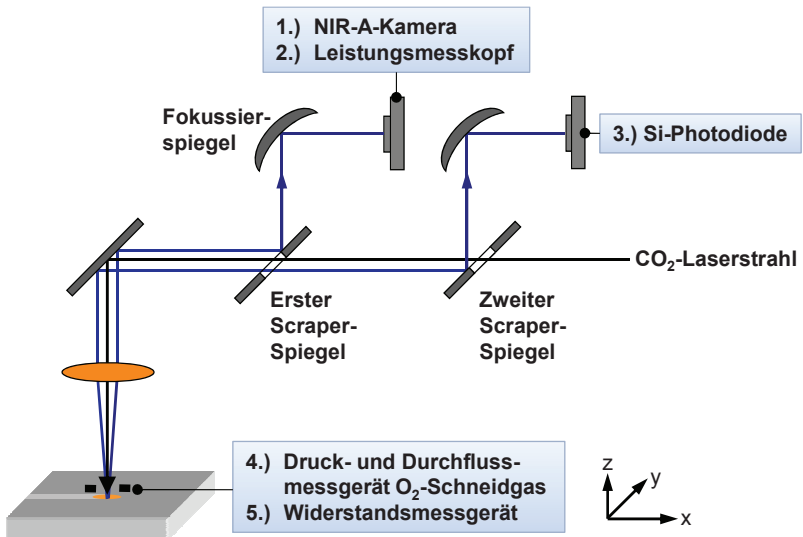 1.) NIR-A-Kamera
2.) Leistungsmesskopf
Fokussier-
spiegel
3.) Si-Photodiode
CO₂-Laserstrahl
Erster
Scraper-
Spiegel
Zweiter
Scraper-
Spiegel
4.) Druck- und Durchfluss-
messgerät O₂-Schneidgas
5.) Widerstandsmessgerät
z
y
x